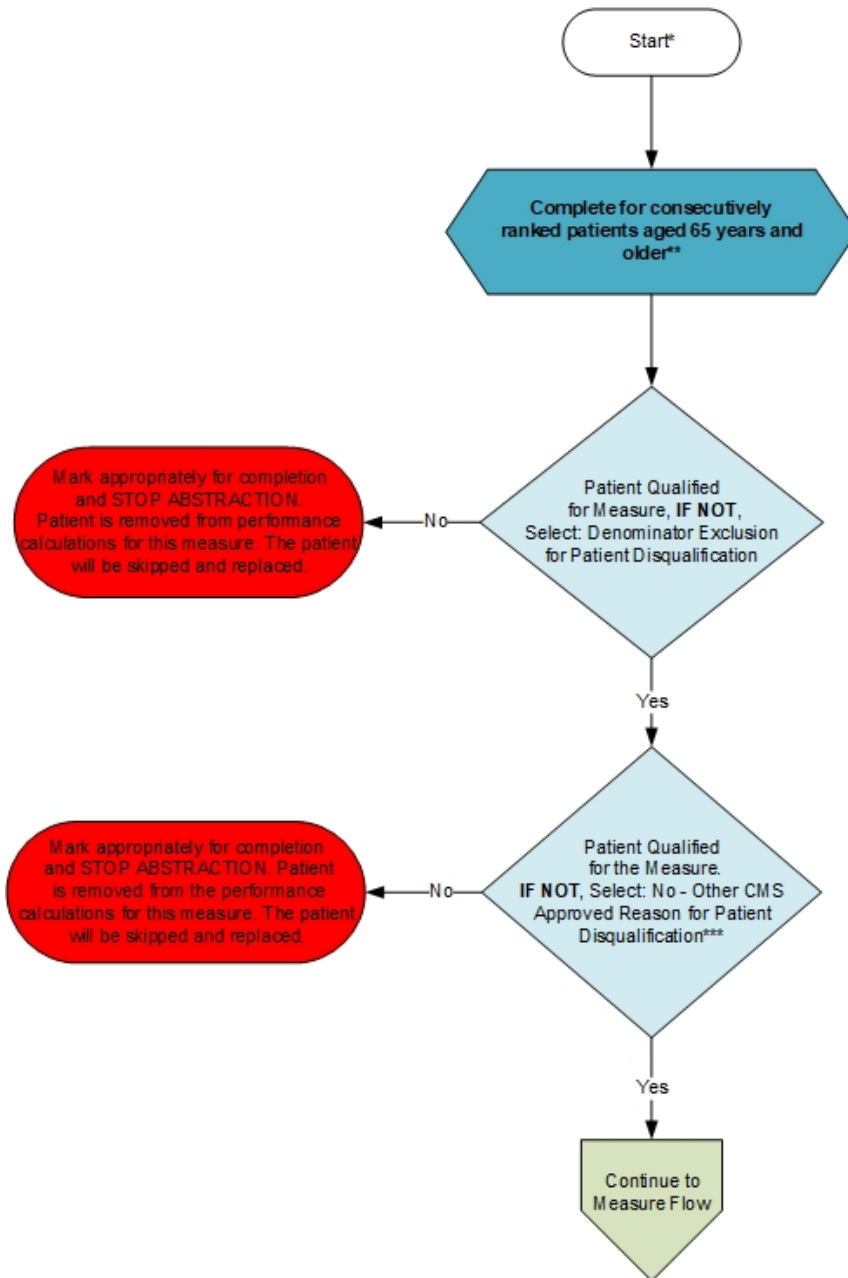 Start*
Complete for consecutively
ranked patients aged 65 years and
older**
Patient Qualified
for Measure, IF NOT,
Select: Denominator Exclusion
for Patient Disqualification
No
Mark appropriately for completion
and STOP ABSTRACTION.
Patient is removed from performance
calculations for this measure. The patient
will be skipped and replaced.
Yes
Patient Qualified
for the Measure.
IF NOT, Select: No - Other CMS
Approved Reason for Patient
Disqualification***
No
Mark appropriately for completion
and STOP ABSTRACTION. Patient
is removed from the performance
calculations for this measure. The patient
will be skipped and replaced.
Yes
Continue to
Measure Flow